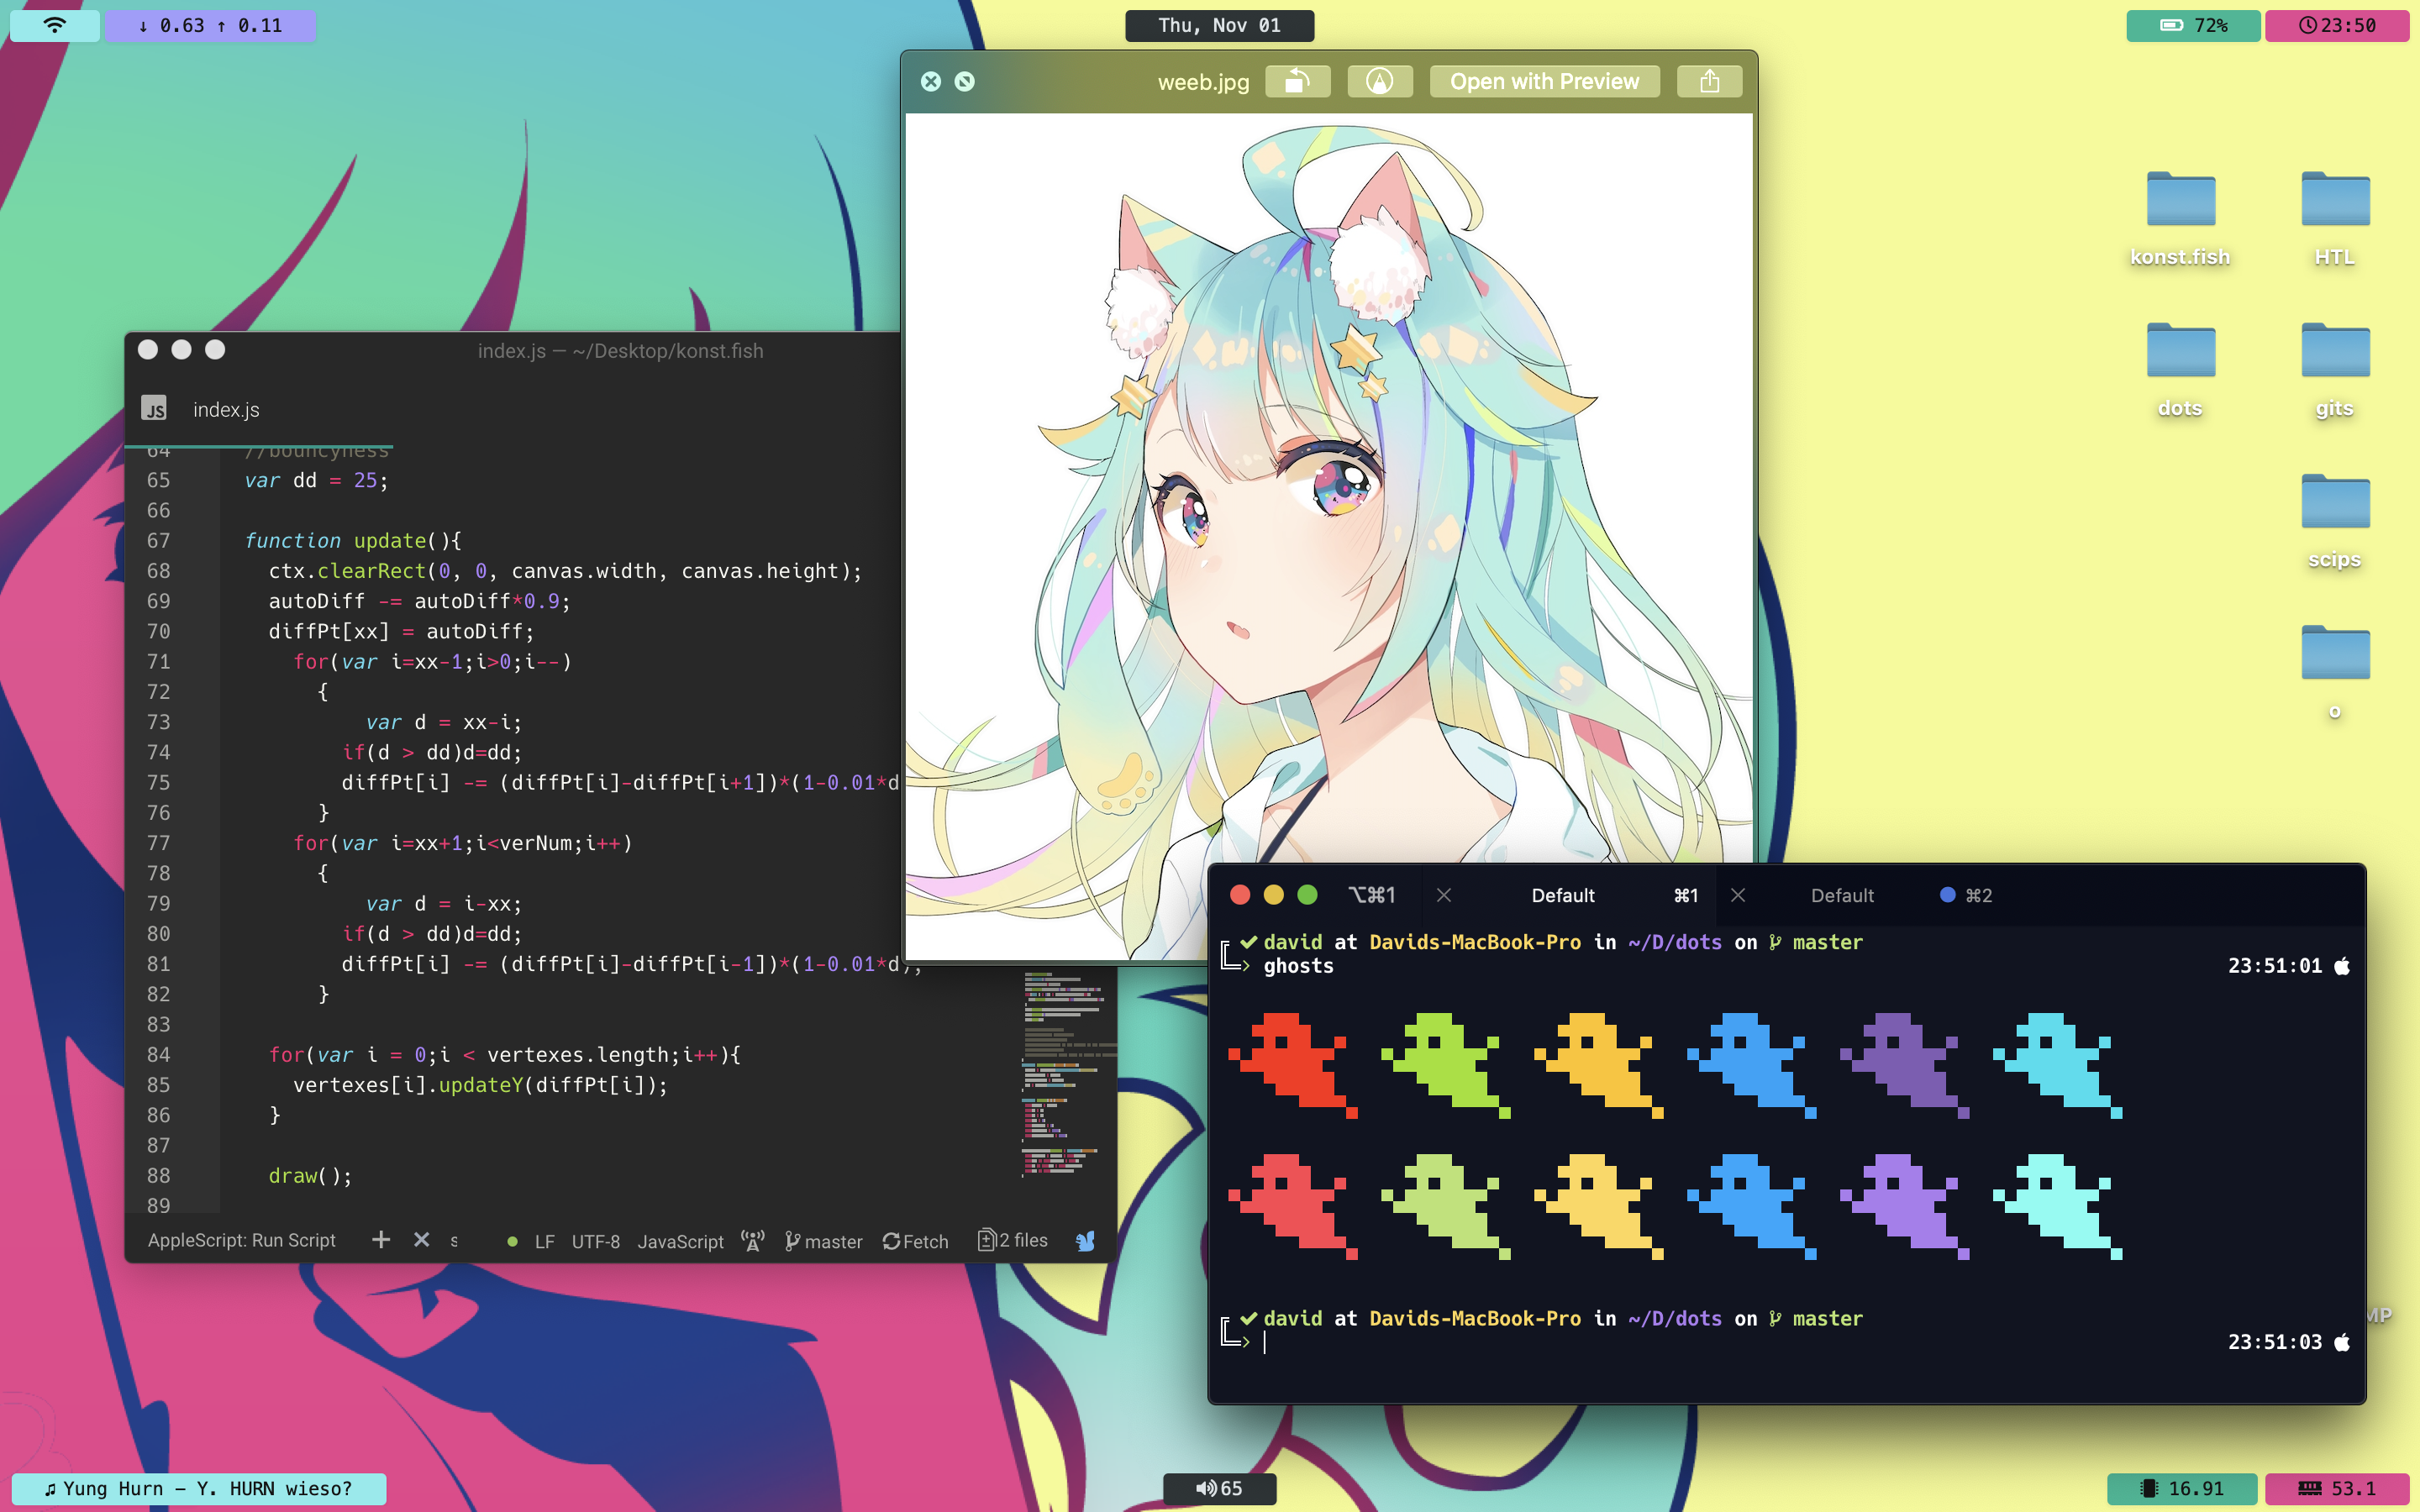 ↓ 0.63 ↑ 0.11
Thu, Nov 01
72%
23:50
weeb.jpg
Open with Preview
konst.fish
HTL
dots
gits
scips
o
index.js — ~/Desktop/konst.fish
JS
index.js
64 //bouncyness
65 var dd = 25;
66
67 function update(){
68 ctx.clearRect(0, 0, canvas.width, canvas.height);
69 autoDiff -= autoDiff*0.9;
70 diffPt[xx] = autoDiff;
71 for(var i=xx-1;i>0;i--)
72 {
73 var d = xx-i;
74 if(d > dd)d=dd;
75 diffPt[i] -= (diffPt[i]-diffPt[i+1])*(1-0.01*d
76 }
77 for(var i=xx+1;i<verNum;i++)
78 {
79 var d = i-xx;
80 if(d > dd)d=dd;
81 diffPt[i] -= (diffPt[i]-diffPt[i-1])*(1-0.01*d);
82 }
83
84 for(var i = 0;i < vertexes.length;i++){
85 vertexes[i].updateY(diffPt[i]);
86 }
87
88 draw();
89
AppleScript: Run Script
s
LF UTF-8 JavaScript master Fetch 2 files
⌥⌘1
Default ⌘1
Default ⌘2
david at Davids-MacBook-Pro in ~/D/dots on master
ghosts
23:51:01
david at Davids-MacBook-Pro in ~/D/dots on master
23:51:03
MP
♫ Yung Hurn – Y. HURN wieso?
65
16.91
53.1